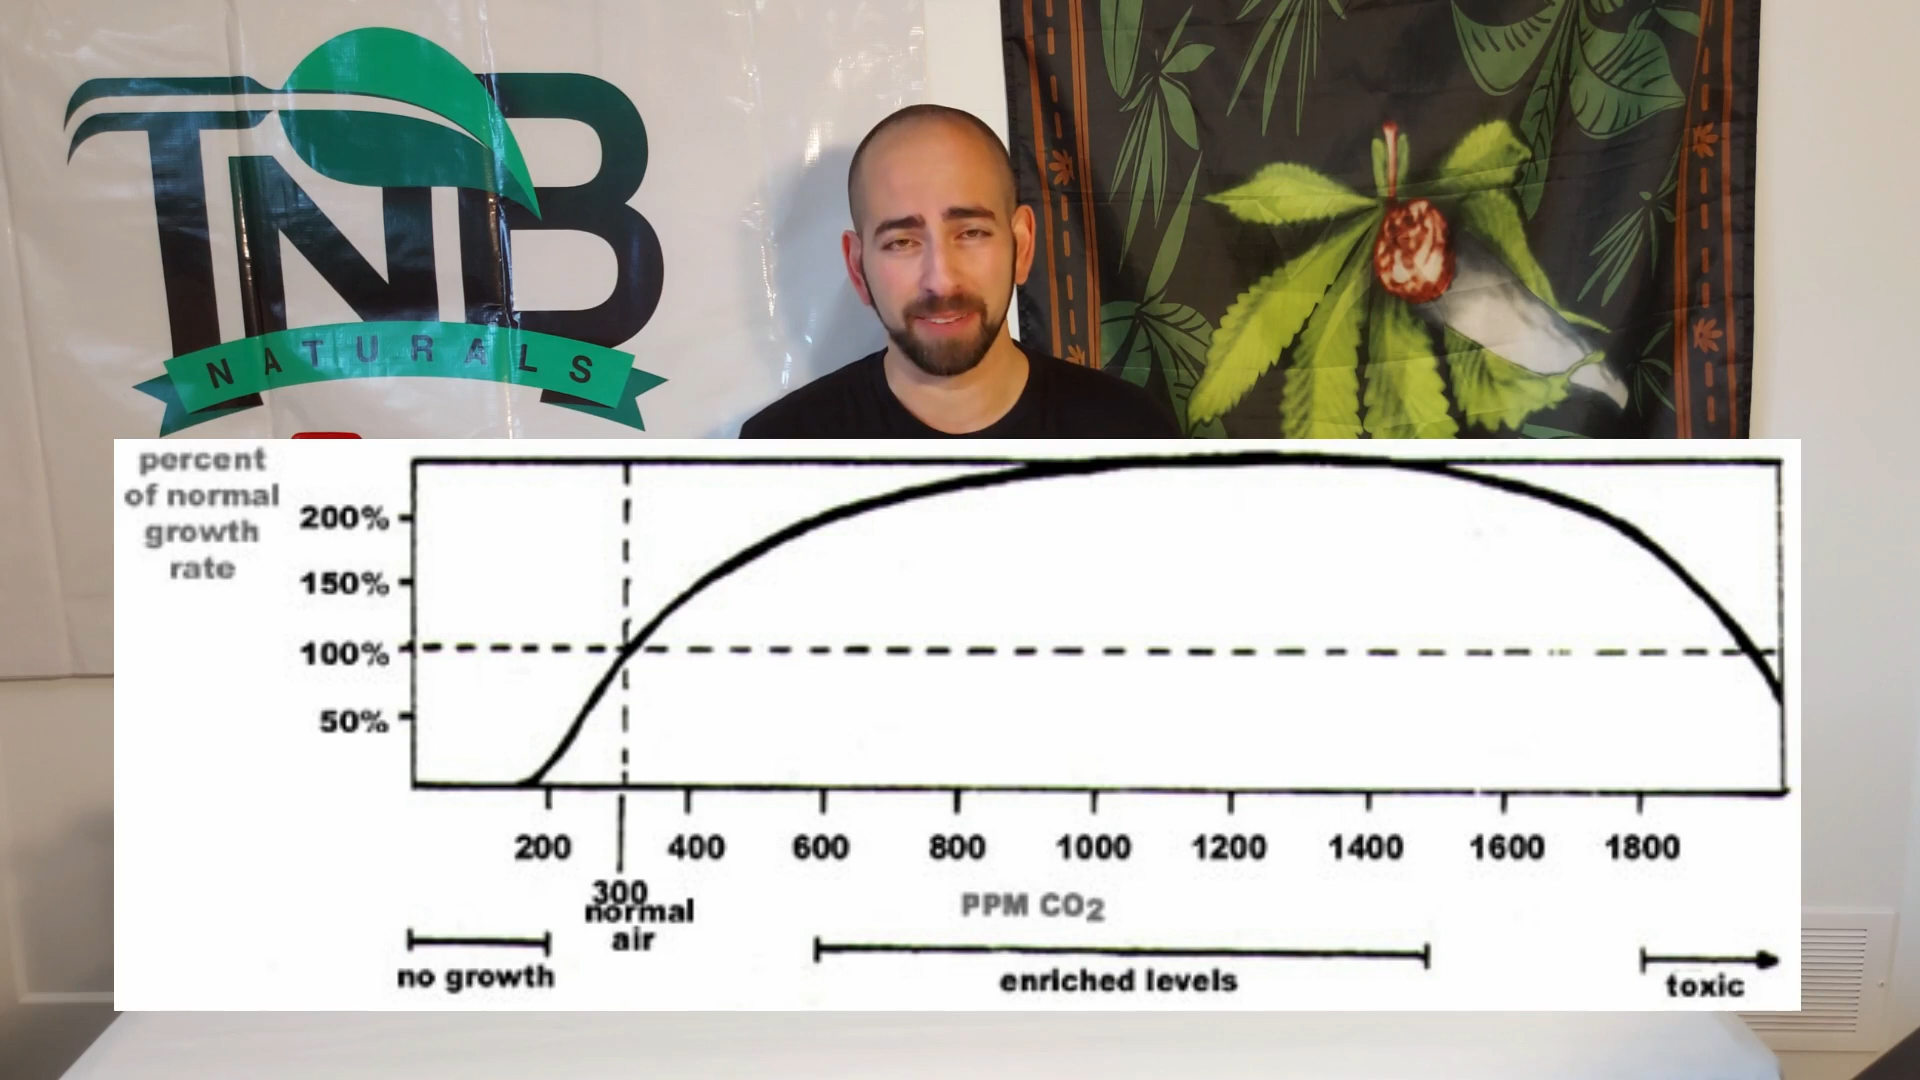 TNB
NATURALS
percent
of normal
growth
rate
200%
150%
100%
50%
200
400
600
800
1000
1200
1400
1600
1800
300
normal
air
PPM CO2
no growth
enriched levels
toxic